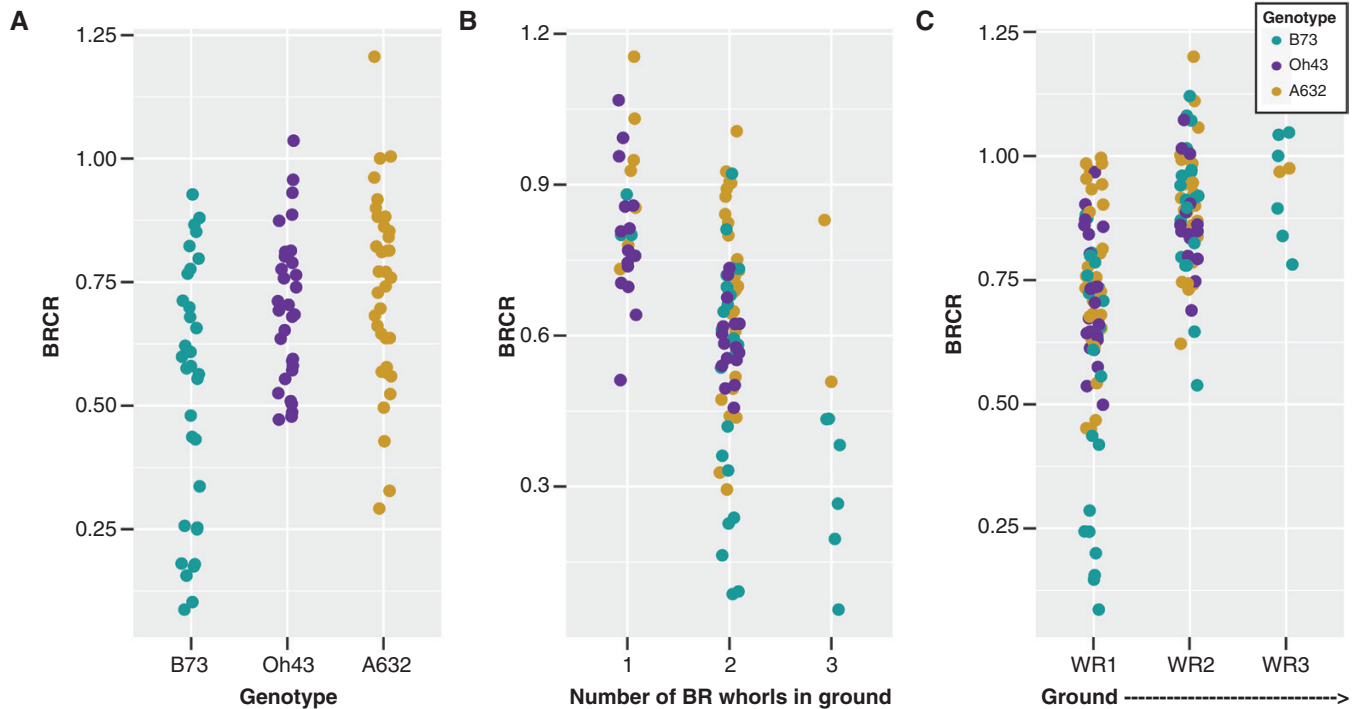 A
1.25
1.00
0.75
0.50
0.25
BRCR
B73 Oh43 A632
Genotype
B
1.2
0.9
0.6
0.3
BRCR
1 2 3
Number of BR whorls in ground
C
1.25
1.00
0.75
0.50
0.25
BRCR
WR1 WR2 WR3
Ground ------------------------------>
Genotype
B73
Oh43
A632